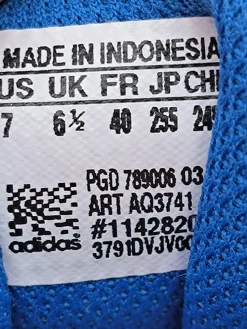 MADE IN INDONESIA
US UK FR JP CHI
7 6½ 40 255 24
PGD 789006 03
ART AQ3741
#1142820
adidas
3791DVJV00